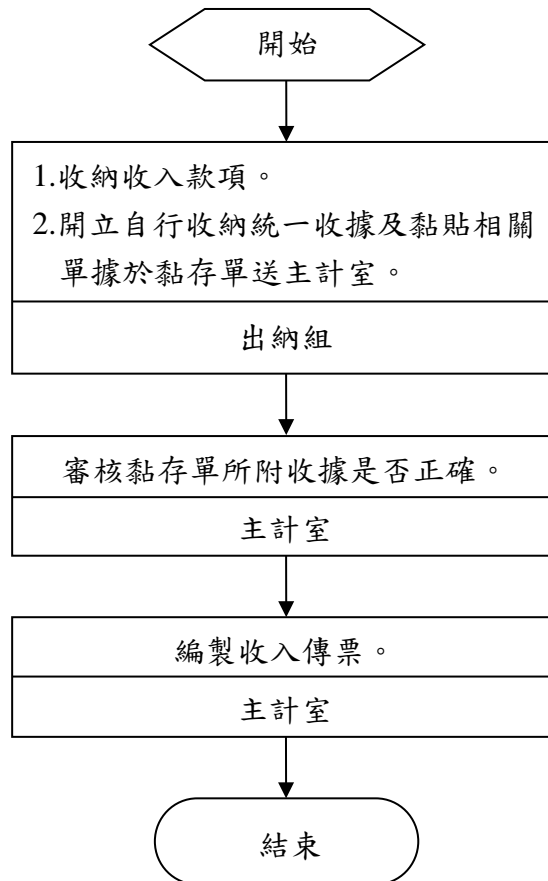 開始
1.收納收入款項。
2.開立自行收納統一收據及黏貼相關
單據於黏存單送主計室。
出納組
審核黏存單所附收據是否正確。
主計室
編製收入傳票。
主計室
結束